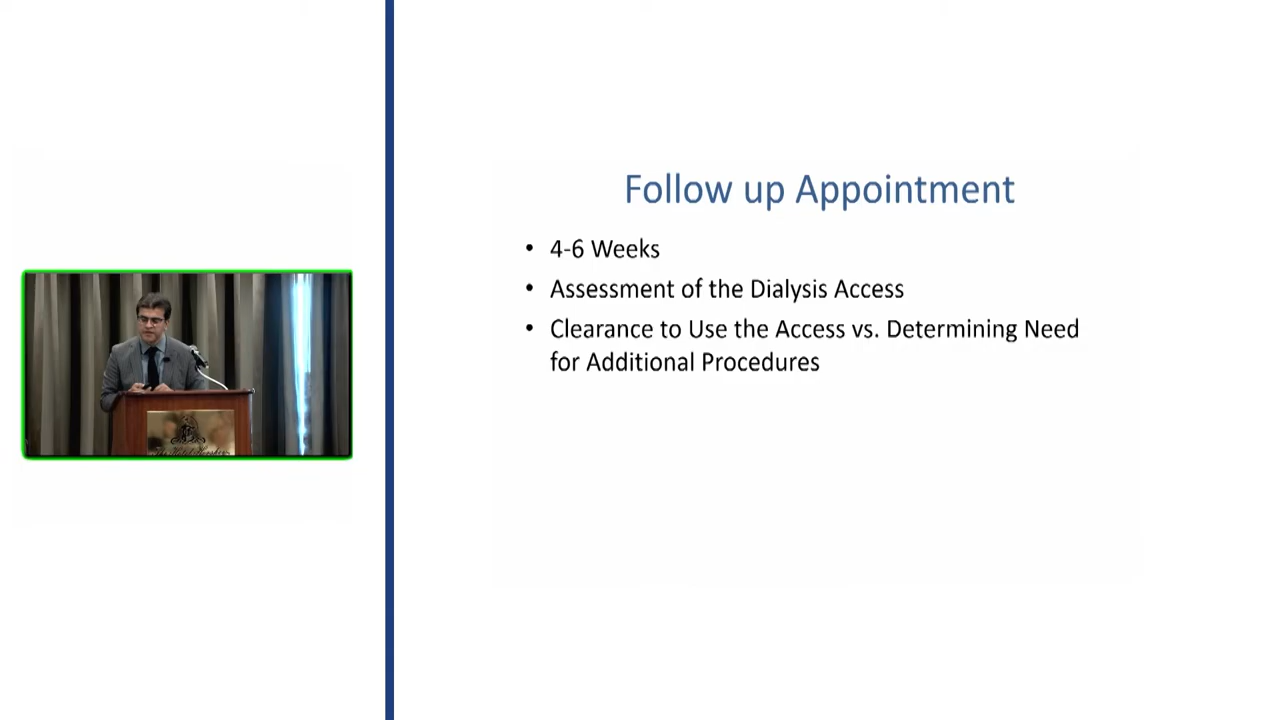 Follow up Appointment
• 4-6 Weeks
• Assessment of the Dialysis Access
• Clearance to Use the Access vs. Determining Need
for Additional Procedures